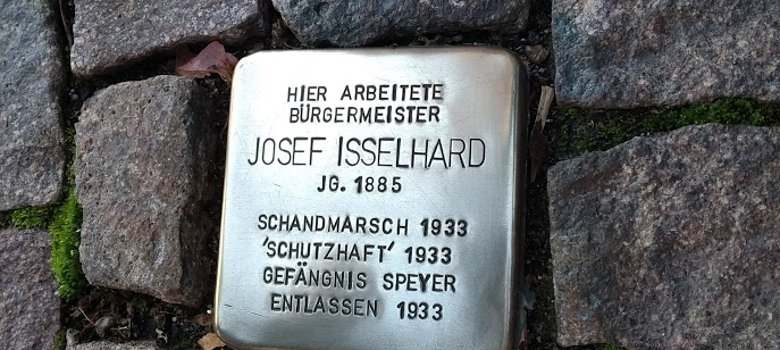 HIER ARBEITETE
BÜRGERMEISTER
JOSEF ISSELHARD
JG. 1885
SCHANDMARSCH 1933
'SCHUTZHAFT' 1933
GEFÄNGNIS SPEYER
ENTLASSEN 1933